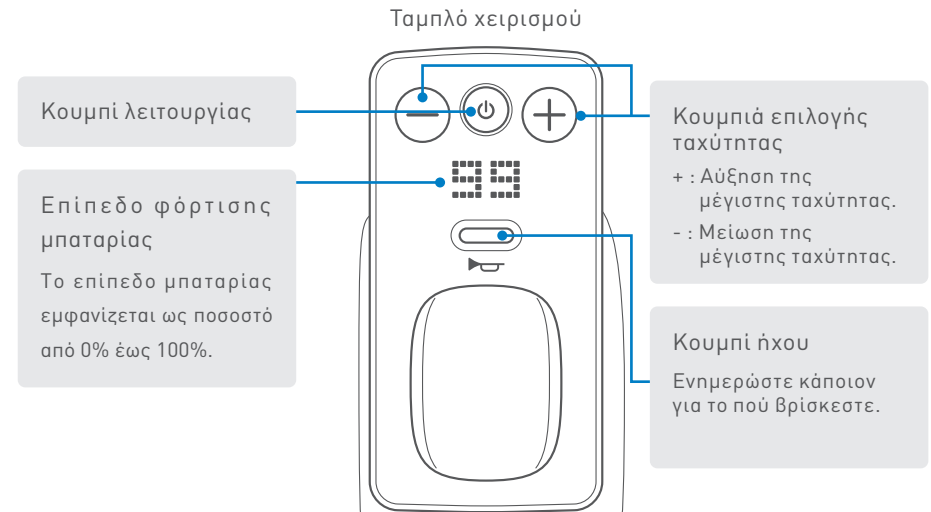 Ταμπλό χειρισμού
Κουμπί λειτουργίας
Επίπεδο φόρτισης
μπαταρίας
Το επίπεδο μπαταρίας
εμφανίζεται ως ποσοστό
από 0% έως 100%.
99
Κουμπιά επιλογής
ταχύτητας
+ : Αύξηση της
μέγιστης ταχύτητας.
- : Μείωση της
μέγιστης ταχύτητας.
Κουμπί ήχου
Ενημερώστε κάποιον
για το πού βρίσκεστε.